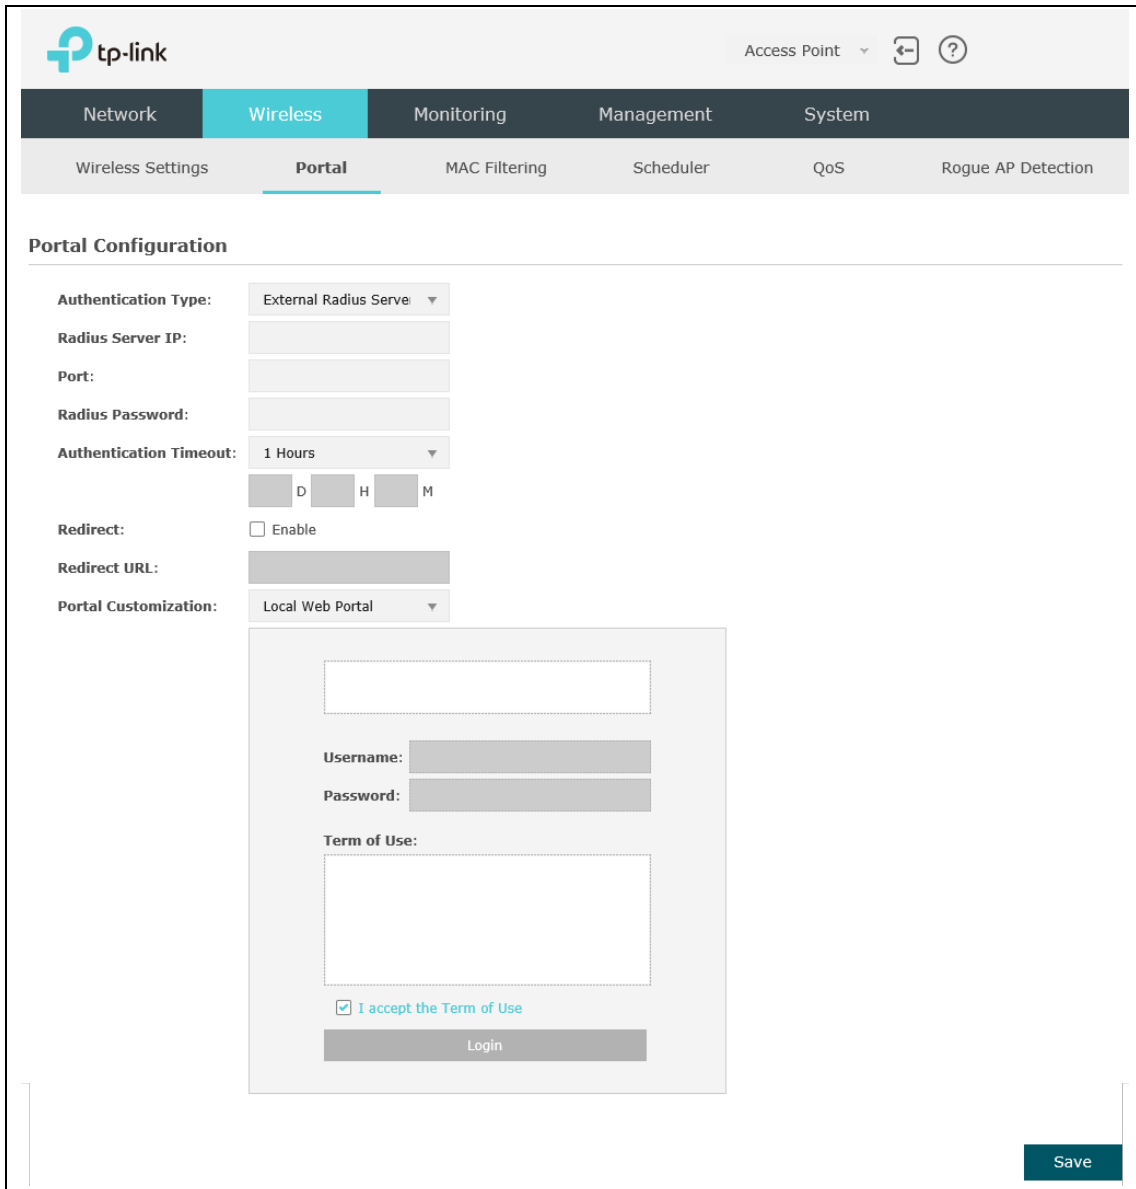 tp-link
Access Point
Network Wireless Monitoring Management System
Wireless Settings Portal MAC Filtering Scheduler QoS Rogue AP Detection
Portal Configuration
Authentication Type: External Radius Server
Radius Server IP:
Port:
Radius Password:
Authentication Timeout: 1 Hours
D H M
Redirect: Enable
Redirect URL:
Portal Customization: Local Web Portal
Username:
Password:
Term of Use:
I accept the Term of Use
Login
Save